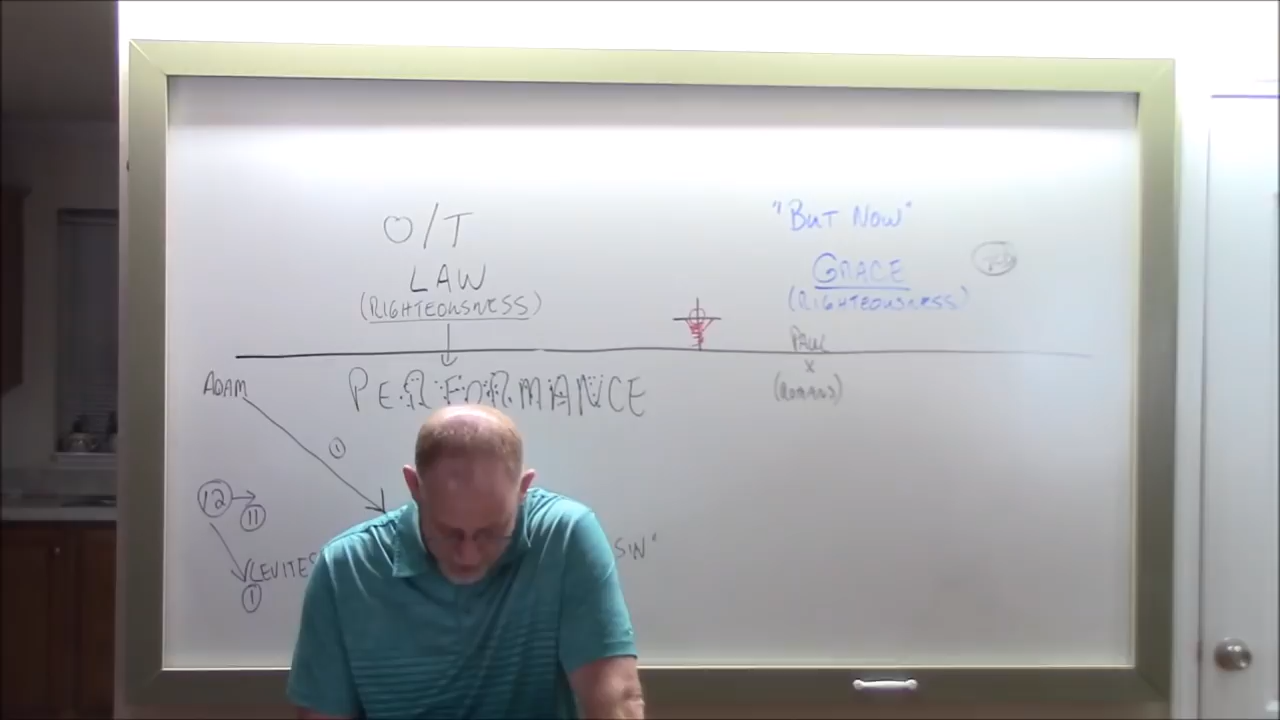 O/T
LAW
(RIGHTEOUSNESS)
PERFORMANCE
ADAM
1
12
11
LEVITES
1
SIN"
"BUT NOW"
GRACE
(RIGHTEOUSNESS)
PAUL
X
(ROMANS)